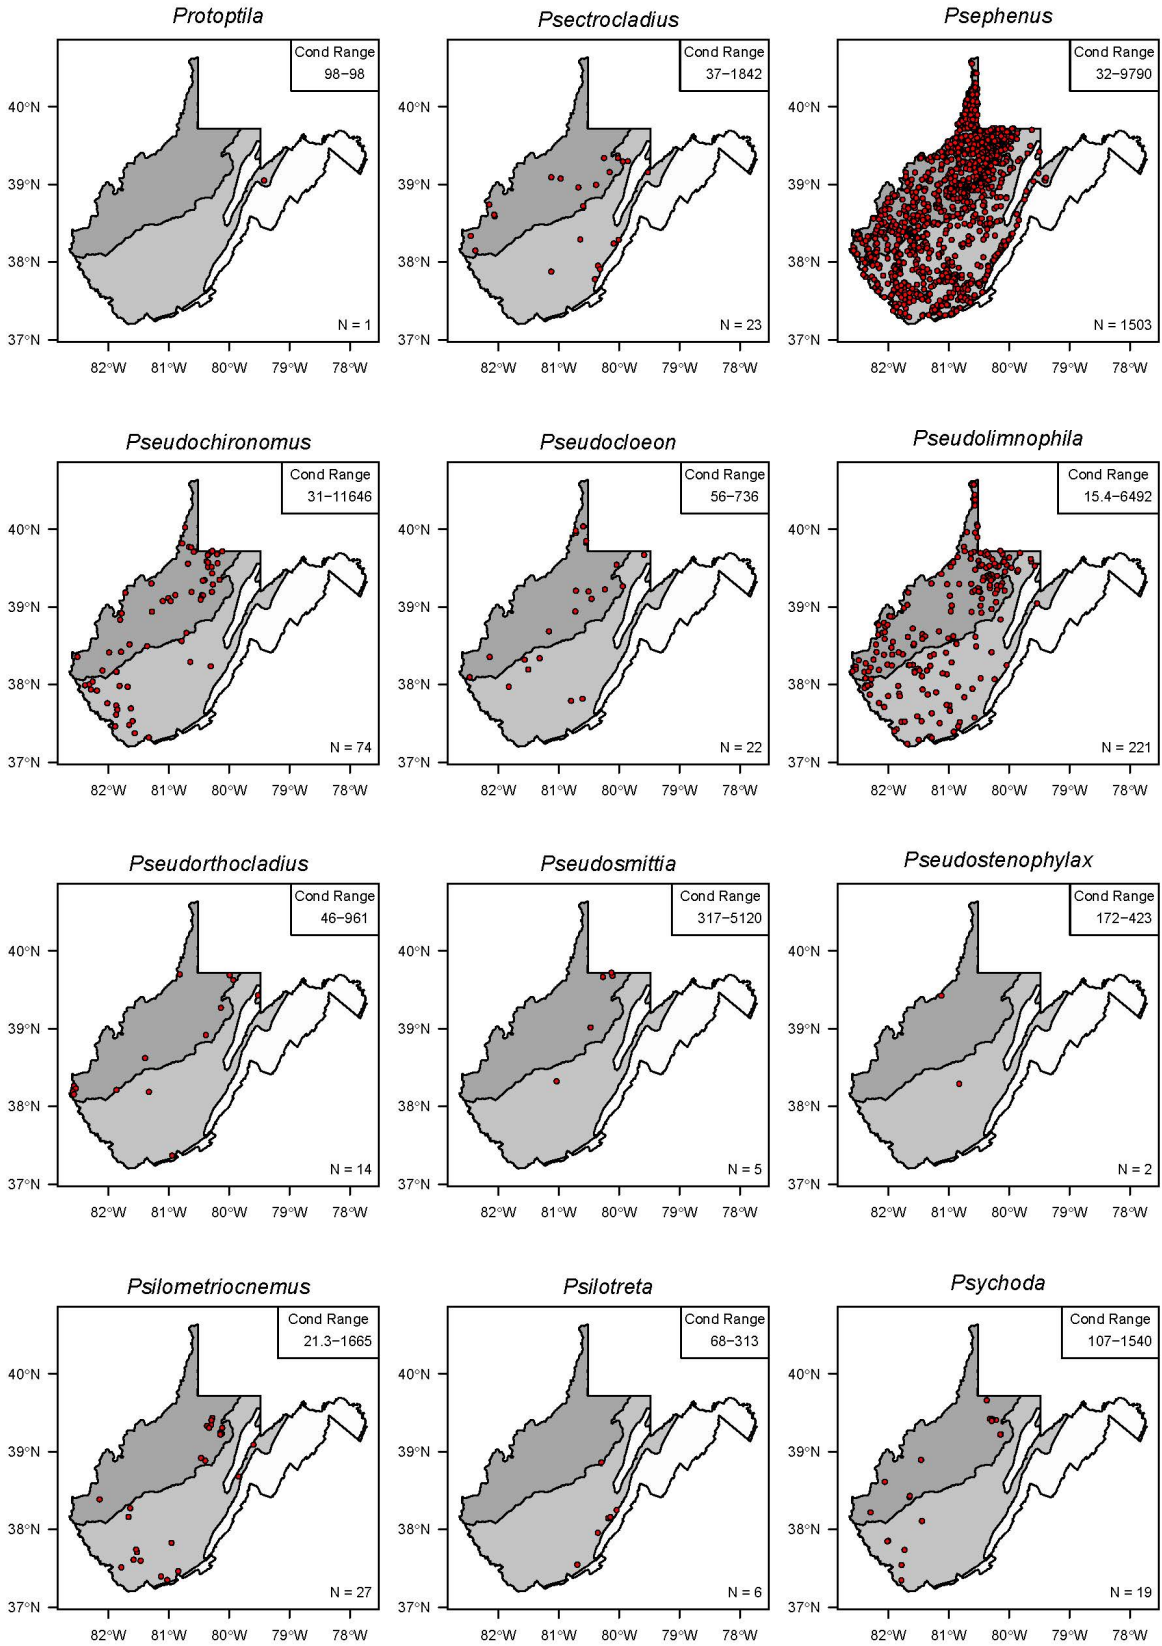 Protoptila
Cond Range
98−98
40°N
39°N
38°N
37°N
N = 1
82°W 81°W 80°W 79°W 78°W
Psectrocladius
Cond Range
37−1842
40°N
39°N
38°N
37°N
N = 23
82°W 81°W 80°W 79°W 78°W
Psephenus
Cond Range
32−9790
40°N
39°N
38°N
37°N
N = 1503
82°W 81°W 80°W 79°W 78°W
Pseudochironomus
Cond Range
31−11646
40°N
39°N
38°N
37°N
N = 74
82°W 81°W 80°W 79°W 78°W
Pseudocloeon
Cond Range
56−736
40°N
39°N
38°N
37°N
N = 22
82°W 81°W 80°W 79°W 78°W
Pseudolimnophila
Cond Range
15.4−6492
40°N
39°N
38°N
37°N
N = 221
82°W 81°W 80°W 79°W 78°W
Pseudorthocladius
Cond Range
46−961
40°N
39°N
38°N
37°N
N = 14
82°W 81°W 80°W 79°W 78°W
Pseudosmittia
Cond Range
317−5120
40°N
39°N
38°N
37°N
N = 5
82°W 81°W 80°W 79°W 78°W
Pseudostenophylax
Cond Range
172−423
40°N
39°N
38°N
37°N
N = 2
82°W 81°W 80°W 79°W 78°W
Psilometriocnemus
Cond Range
21.3−1665
40°N
39°N
38°N
37°N
N = 27
82°W 81°W 80°W 79°W 78°W
Psilotreta
Cond Range
68−313
40°N
39°N
38°N
37°N
N = 6
82°W 81°W 80°W 79°W 78°W
Psychoda
Cond Range
107−1540
40°N
39°N
38°N
37°N
N = 19
82°W 81°W 80°W 79°W 78°W